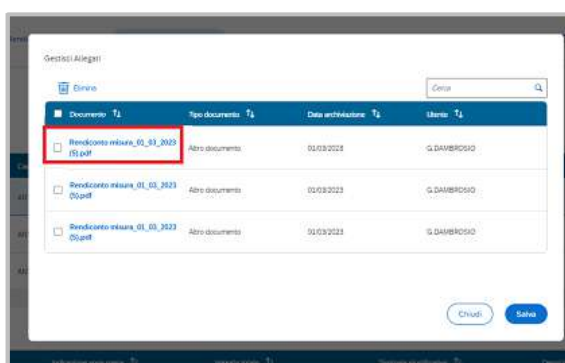 Gestisci Allegati
Elimina
Cerca
Documento Tipo documento Data archiviazione Utente
Rendiconto misura_01_03_2023 (5).pdf Altro documento 01/03/2023 G.DAMBROSIO
Rendiconto misura_01_03_2023 (5).pdf Altro documento 01/03/2023 G.DAMBROSIO
Rendiconto misura_01_03_2023 (5).pdf Altro documento 01/03/2023 G.DAMBROSIO
Chiudi Salva